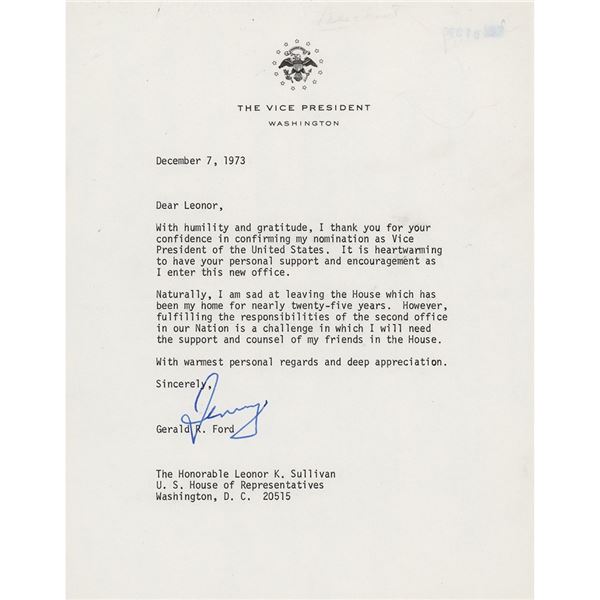 THE VICE PRESIDENT
WASHINGTON
December 7, 1973
Dear Leonor,
With humility and gratitude, I thank you for your
confidence in confirming my nomination as Vice
President of the United States. It is heartwarming
to have your personal support and encouragement as
I enter this new office.
Naturally, I am sad at leaving the House which has
been my home for nearly twenty-five years. However,
fulfilling the responsibilities of the second office
in our Nation is a challenge in which I will need
the support and counsel of my friends in the House.
With warmest personal regards and deep appreciation.
Sincerely,
Jerry
Gerald R. Ford
The Honorable Leonor K. Sullivan
U. S. House of Representatives
Washington, D. C. 20515